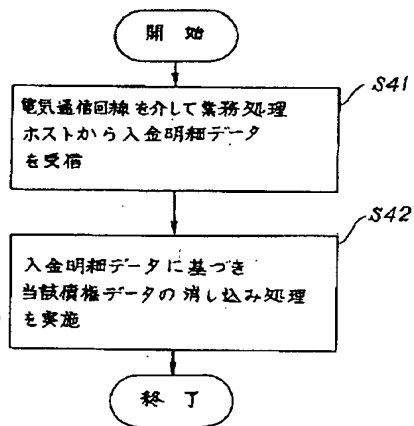 開始
S41
電気通信回線を介して業務処理
ホストから入金明細データ
を受信
S42
入金明細データに基づき
当該債権データの消し込み処理
を実施
終了